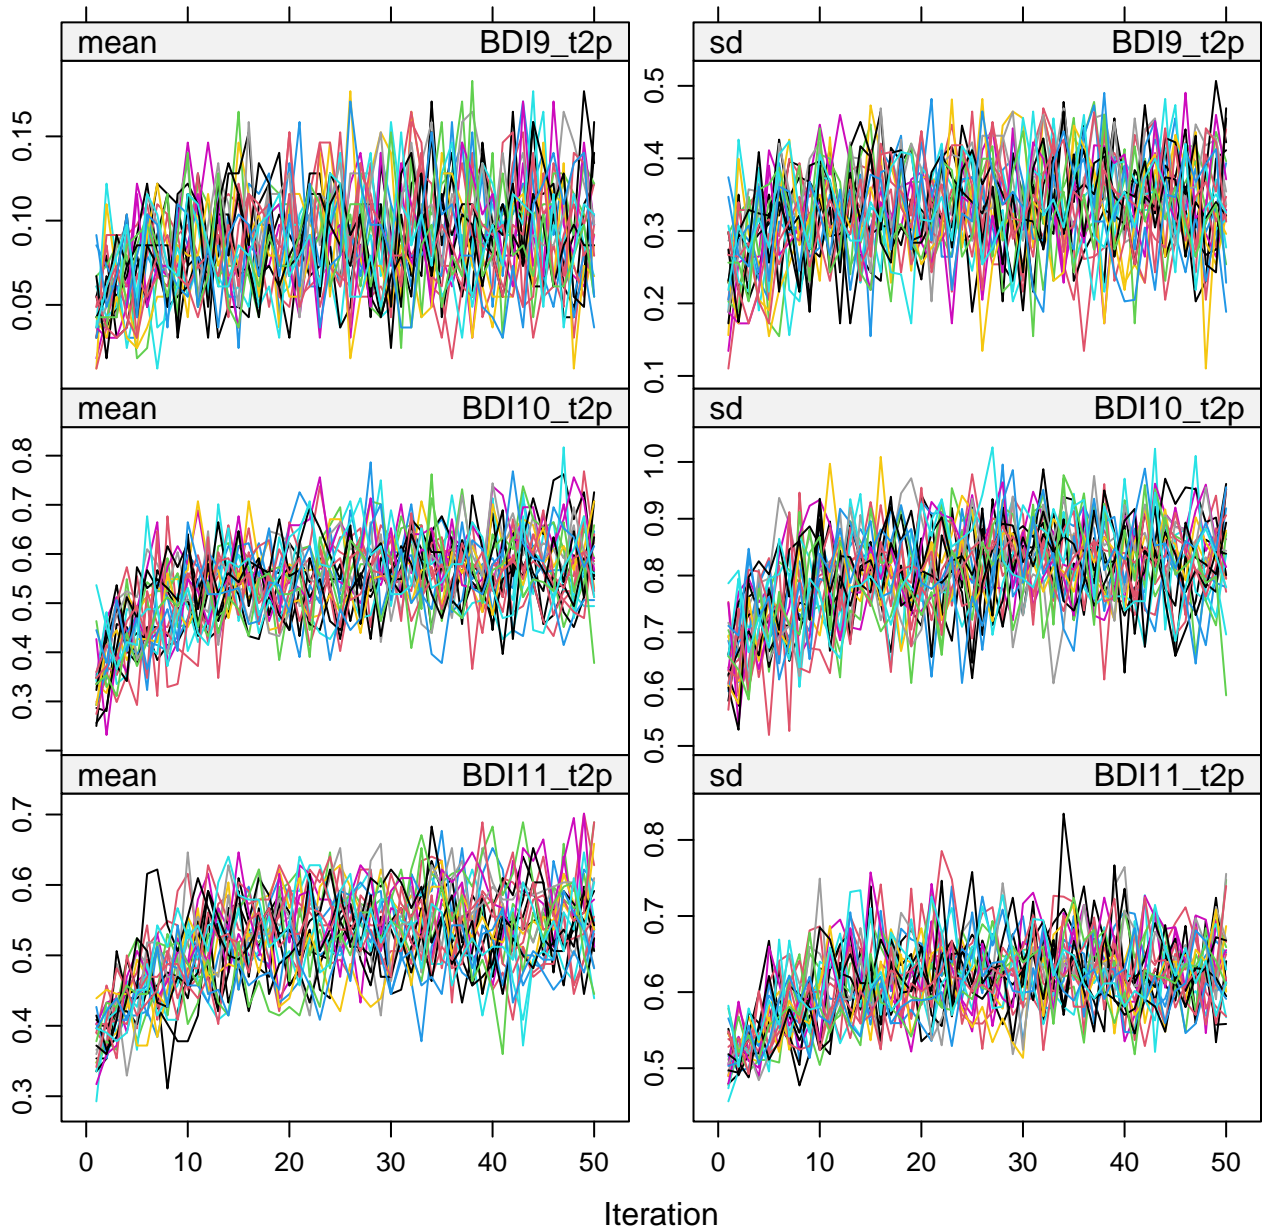 mean BDI9_t2p
sd BDI9_t2p
0.05 0.10 0.15
0.1 0.2 0.3 0.4 0.5
mean BDI10_t2p
sd BDI10_t2p
0.3 0.4 0.5 0.6 0.7 0.8
0.5 0.6 0.7 0.8 0.9 1.0
mean BDI11_t2p
sd BDI11_t2p
0.3 0.4 0.5 0.6 0.7
0.5 0.6 0.7 0.8
0 10 20 30 40 50
0 10 20 30 40 50
Iteration